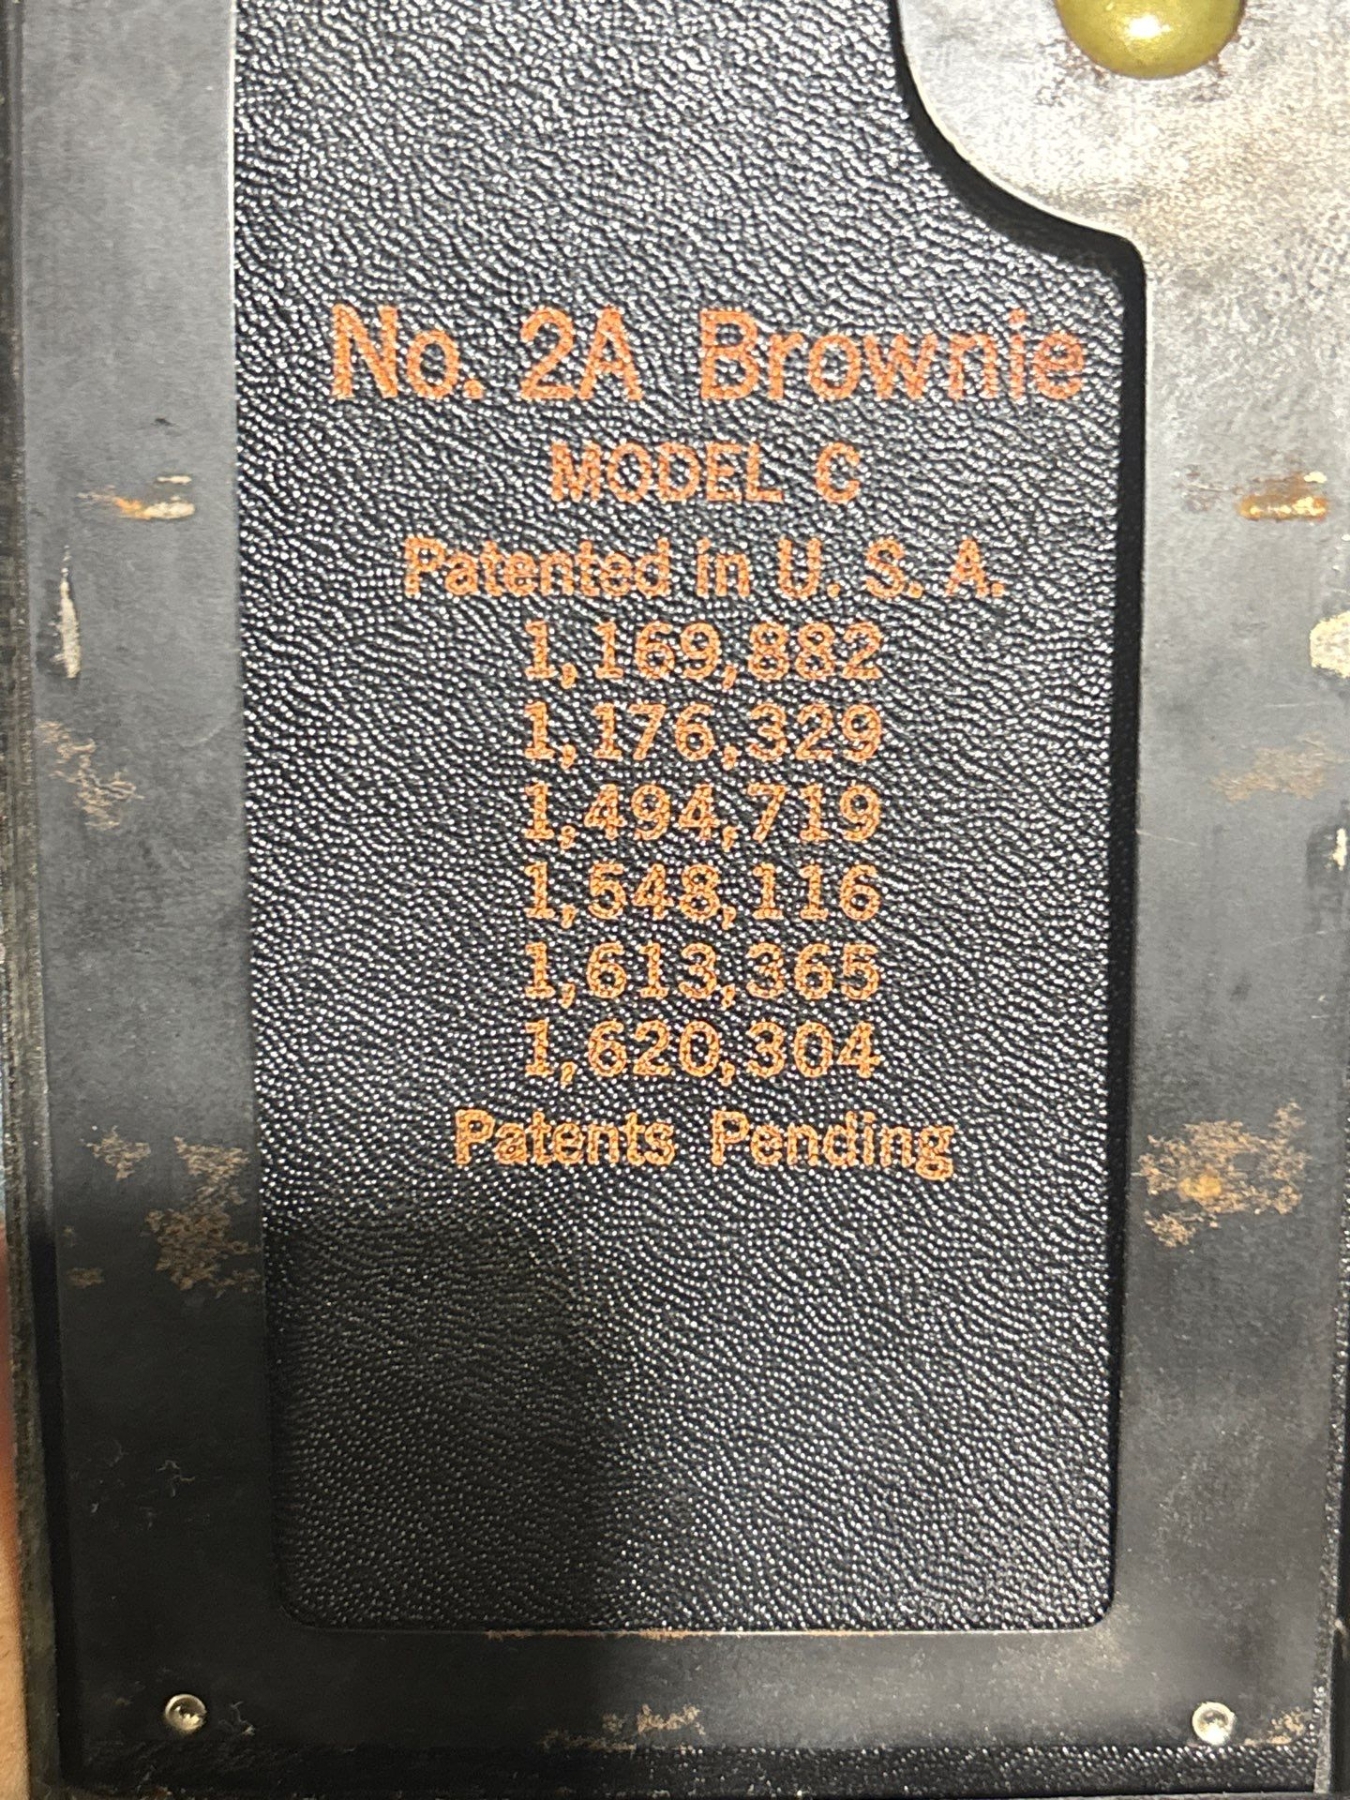 No. 2A Brownie
MODEL C
Patented in U. S. A.
1,169,882
1,176,329
1,494,719
1,548,116
1,613,365
1,620,304
Patents Pending